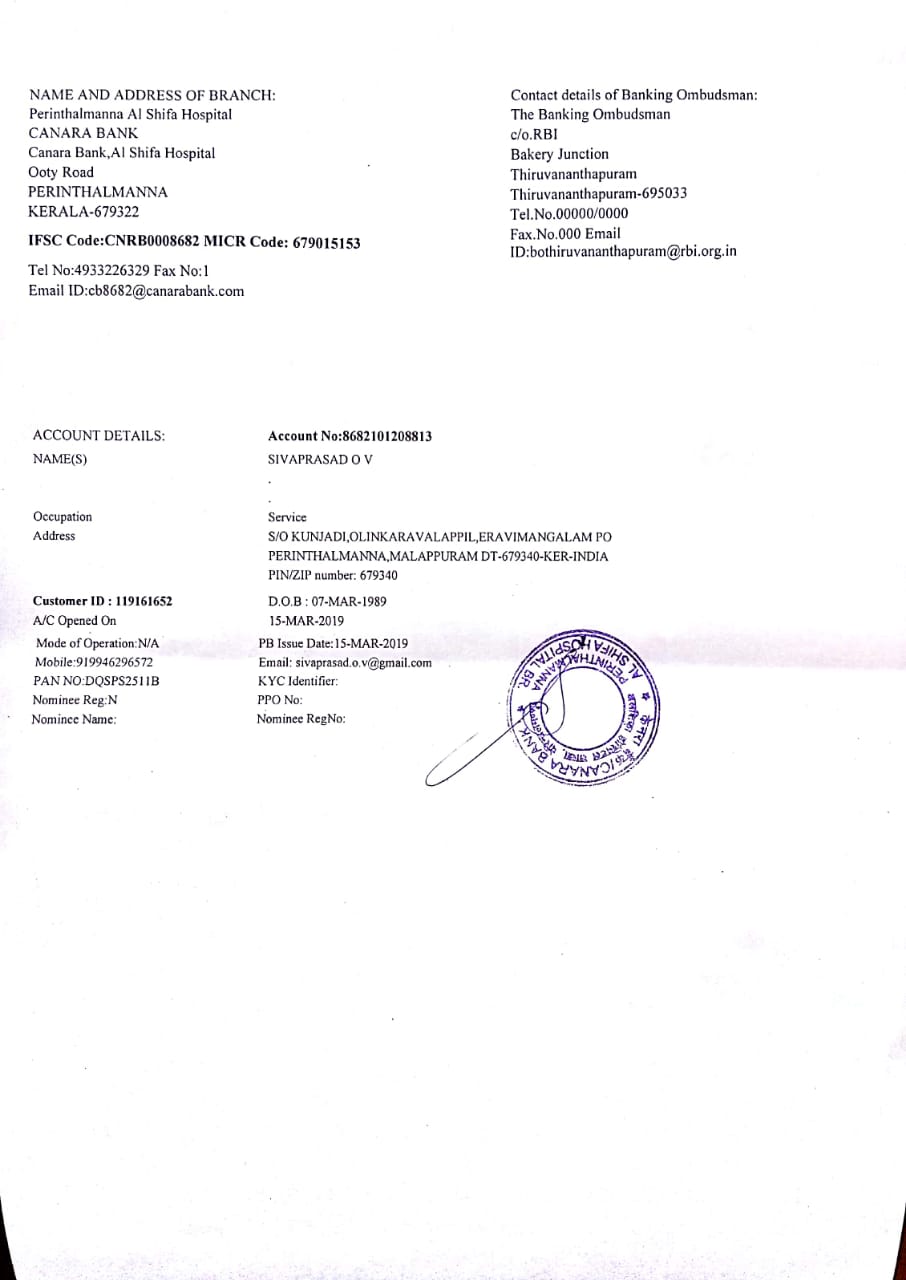 NAME AND ADDRESS OF BRANCH:
Perinthalmanna Al Shifa Hospital
CANARA BANK
Canara Bank,Al Shifa Hospital
Ooty Road
PERINTHALMANNA
KERALA-679322
IFSC Code:CNRB0008682 MICR Code: 679015153
Tel No:4933226329 Fax No:1
Email ID:cb8682@canarabank.com
Contact details of Banking Ombudsman:
The Banking Ombudsman
c/o.RBI
Bakery Junction
Thiruvananthapuram
Thiruvananthapuram-695033
Tel.No.00000/0000
Fax.No.000 Email
ID:bothiruvananthapuram@rbi.org.in
ACCOUNT DETAILS: Account No:8682101208813
NAME(S) SIVAPRASAD O V
.
.
Occupation Service
Address S/O KUNJADI,OLINKARAVALAPPIL,ERAVIMANGALAM PO
PERINTHALMANNA,MALAPPURAM DT-679340-KER-INDIA
PIN/ZIP number: 679340
Customer ID : 119161652 D.O.B : 07-MAR-1989
A/C Opened On 15-MAR-2019
Mode of Operation:N/A PB Issue Date:15-MAR-2019
Mobile:919946296572 Email: sivaprasad.o.v@gmail.com
PAN NO:DQSPS2511B KYC Identifier:
Nominee Reg:N PPO No:
Nominee Name: Nominee RegNo:
केनरा बैंक/CANARA BANK
AL SHIFA HOSPITAL BR.
PERINTHALMANNA